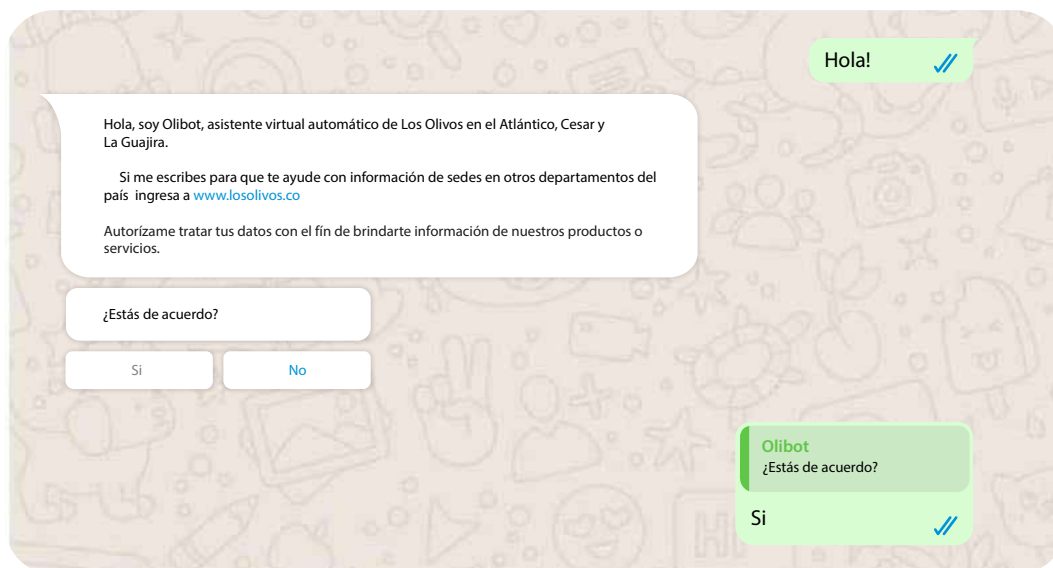 Hola!
Hola, soy Olibot, asistente virtual automático de Los Olivos en el Atlántico, Cesar y
La Guajira.
Si me escribes para que te ayude con información de sedes en otros departamentos del
país ingresa a www.losolivos.co
Autorízame tratar tus datos con el fín de brindarte información de nuestros productos o
servicios.
¿Estás de acuerdo?
Si
No
Olibot
¿Estás de acuerdo?
Si